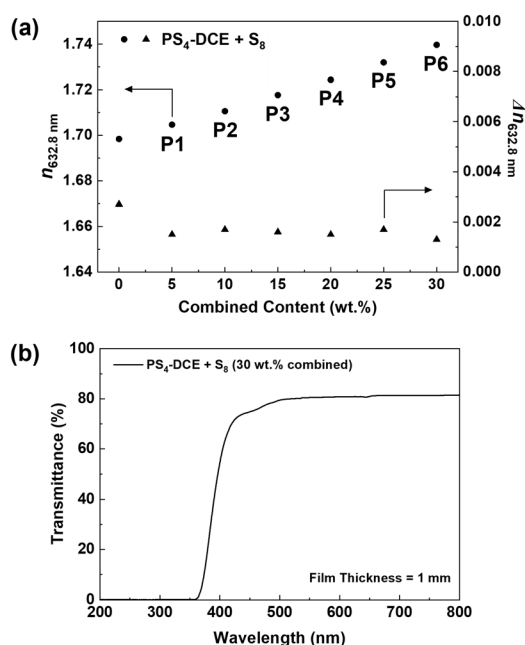 (a)
PS₄-DCE + S₈
1.74
1.72
1.70
1.68
1.66
1.64
n632.8 nm
P1
P2
P3
P4
P5
P6
0.010
0.008
0.006
0.004
0.002
0.000
Δn632.8 nm
0 5 10 15 20 25 30
Combined Content (wt.%)
(b)
PS₄-DCE + S₈ (30 wt.% combined)
100
80
60
40
20
0
Transmittance (%)
Film Thickness = 1 mm
200 300 400 500 600 700 800
Wavelength (nm)